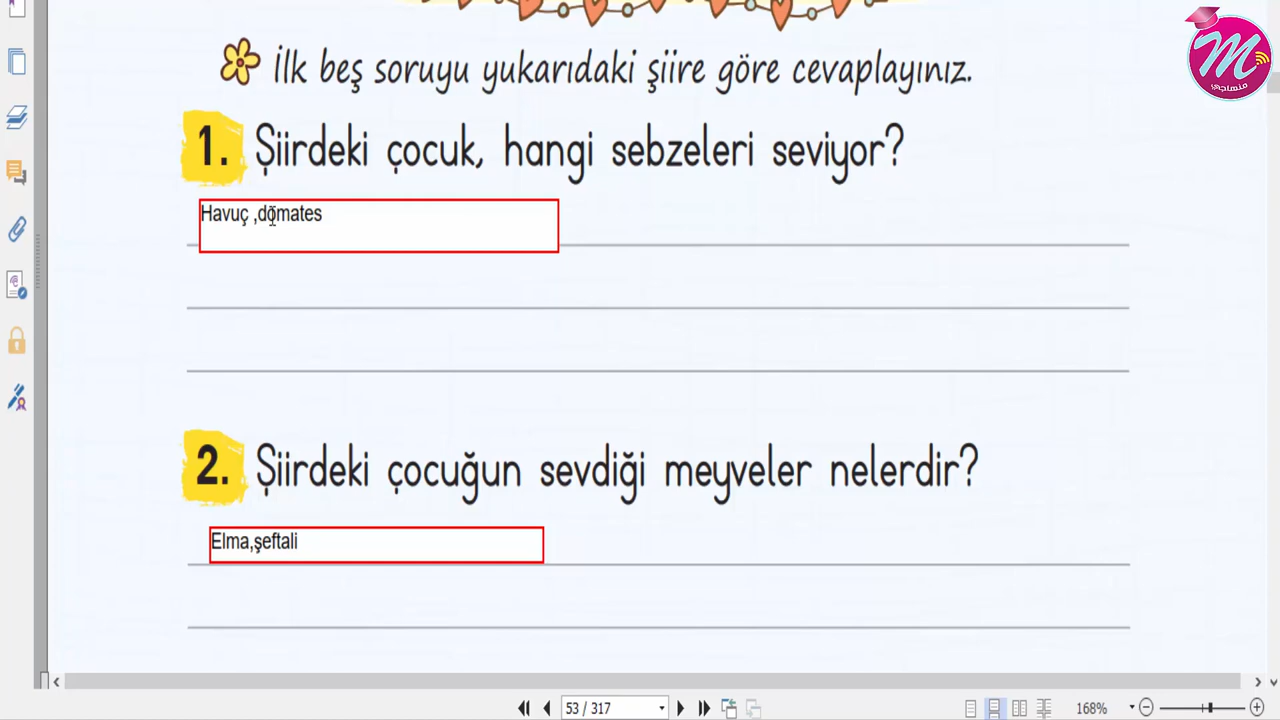 İlk beş soruyu yukarıdaki şiire göre cevaplayınız.
1. Şiirdeki çocuk, hangi sebzeleri seviyor?
Havuç ,domates
2. Şiirdeki çocuğun sevdiği meyveler nelerdir?
Elma,şeftali
53 / 317
168%
M
منهاجي